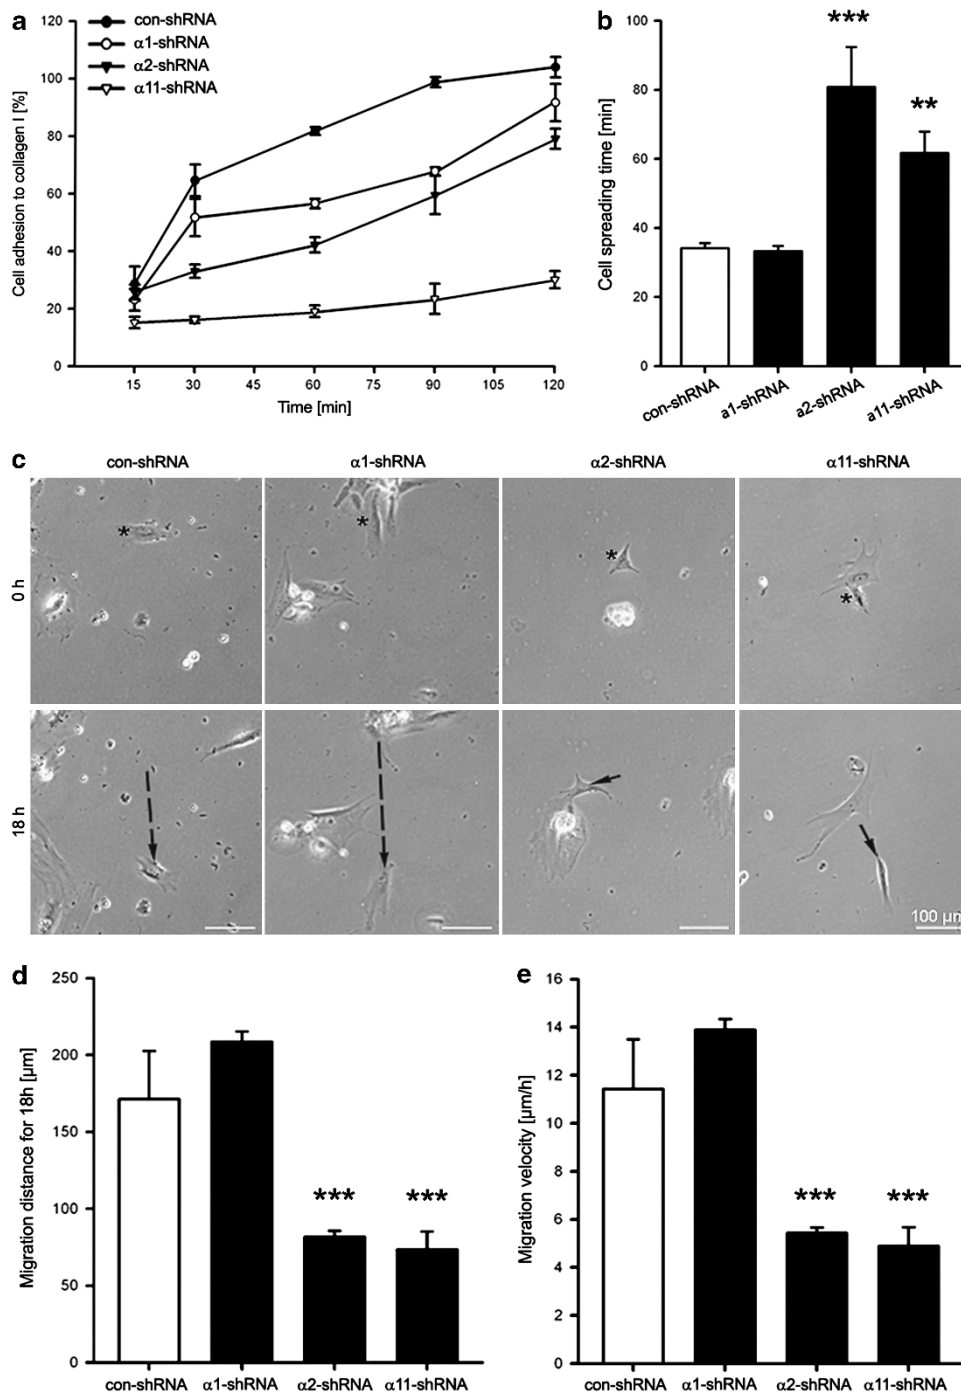 a
con-shRNA
α1-shRNA
α2-shRNA
α11-shRNA
Cell adhesion to collagen I [%]
120
100
80
60
40
20
0
15 30 45 60 75 90 105 120
Time [min]
b
***
**
Cell spreading time [min]
100
80
60
40
20
0
con-shRNA a1-shRNA a2-shRNA a11-shRNA
c
con-shRNA α1-shRNA α2-shRNA α11-shRNA
0 h
* * * *
18 h
100 µm
d
Migration distance for 18h [µm]
250
200
150
100
50
0
*** ***
con-shRNA α1-shRNA α2-shRNA α11-shRNA
e
Migration velocity [µm/h]
16
14
12
10
8
6
4
2
0
*** ***
con-shRNA α1-shRNA α2-shRNA α11-shRNA